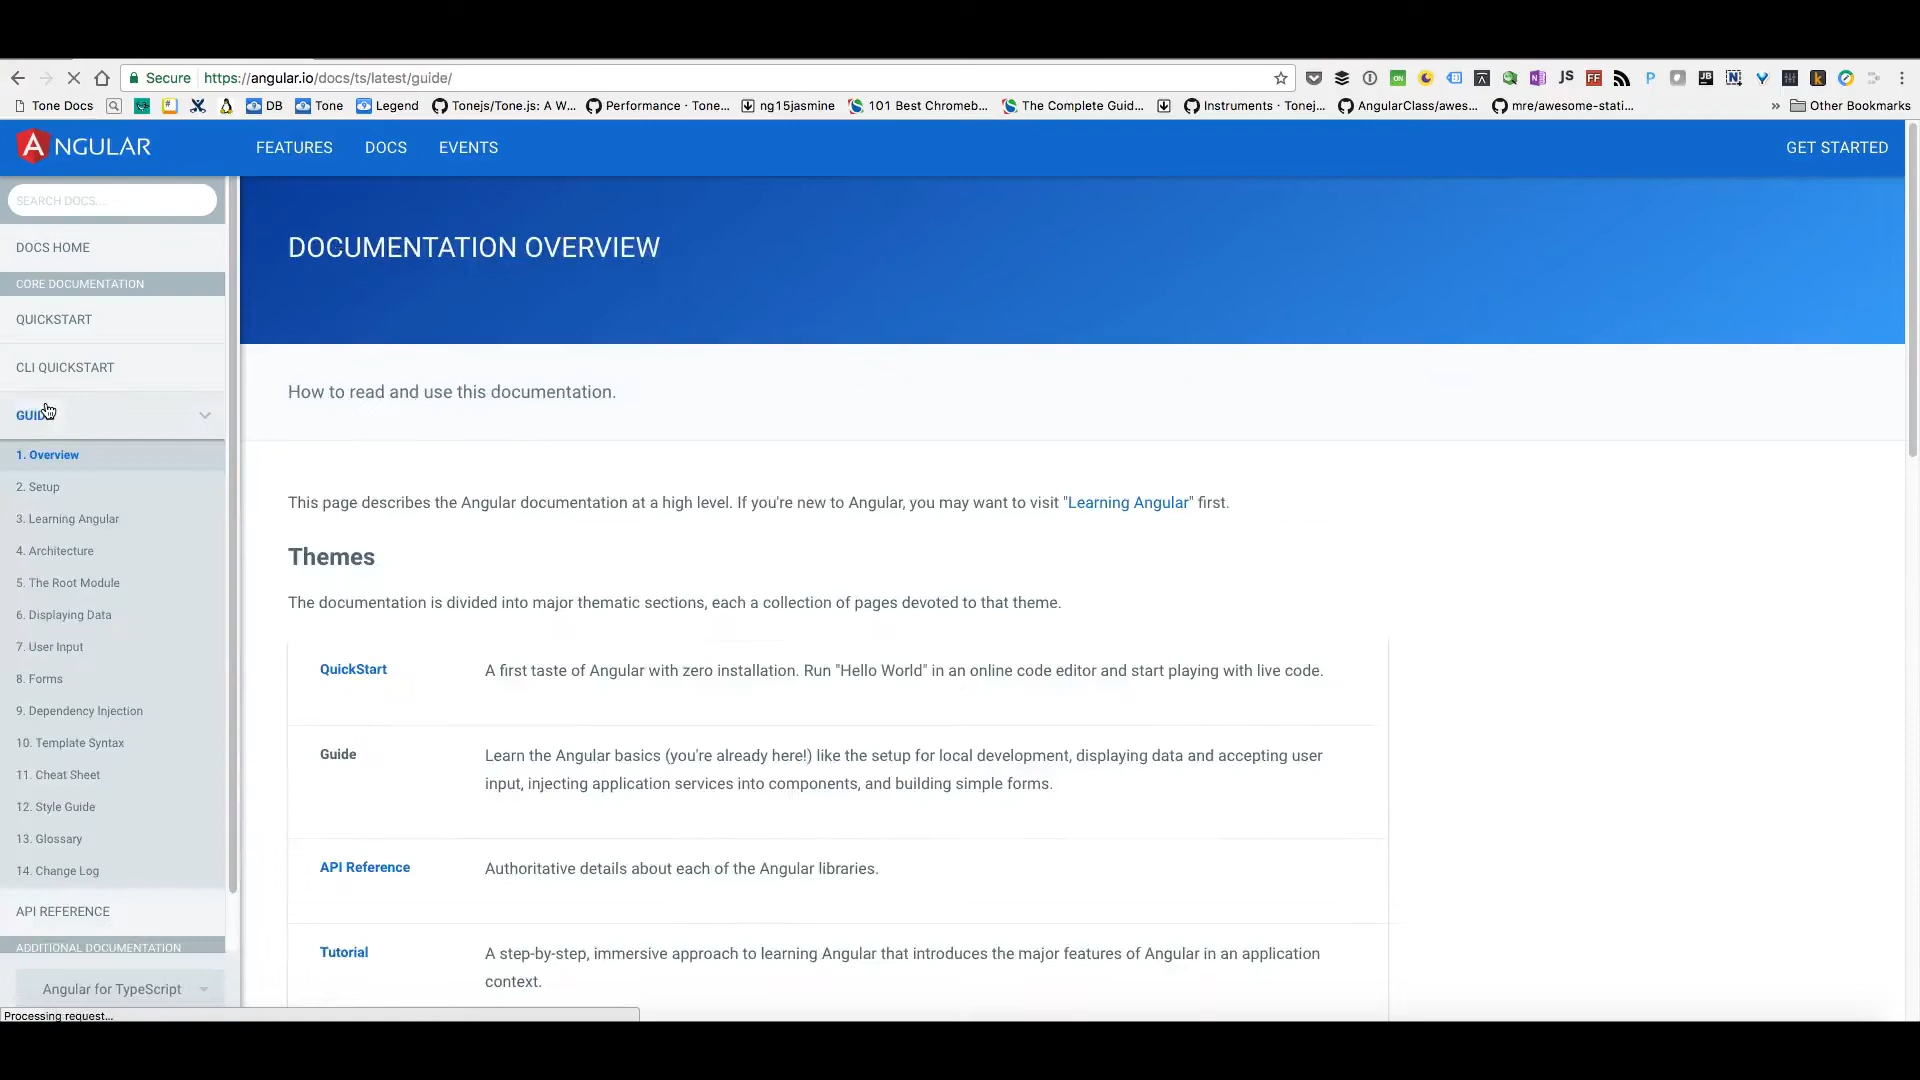 Secure https://angular.io/docs/ts/latest/guide/
Tone Docs DB Tone Legend Tonejs/Tone.js: A W... Performance · Tone... ng15jasmine 101 Best Chromeb... The Complete Guid... Instruments · Tonej... AngularClass/awes... mre/awesome-stati... » Other Bookmarks
ANGULAR FEATURES DOCS EVENTS GET STARTED
SEARCH DOCS...
DOCS HOME
CORE DOCUMENTATION
QUICKSTART
CLI QUICKSTART
GUIDE
1. Overview
2. Setup
3. Learning Angular
4. Architecture
5. The Root Module
6. Displaying Data
7. User Input
8. Forms
9. Dependency Injection
10. Template Syntax
11. Cheat Sheet
12. Style Guide
13. Glossary
14. Change Log
API REFERENCE
ADDITIONAL DOCUMENTATION
Angular for TypeScript
Processing request...
DOCUMENTATION OVERVIEW
How to read and use this documentation.
This page describes the Angular documentation at a high level. If you're new to Angular, you may want to visit "Learning Angular" first.
Themes
The documentation is divided into major thematic sections, each a collection of pages devoted to that theme.
QuickStart A first taste of Angular with zero installation. Run "Hello World" in an online code editor and start playing with live code.
Guide Learn the Angular basics (you're already here!) like the setup for local development, displaying data and accepting user
input, injecting application services into components, and building simple forms.
API Reference Authoritative details about each of the Angular libraries.
Tutorial A step-by-step, immersive approach to learning Angular that introduces the major features of Angular in an application
context.